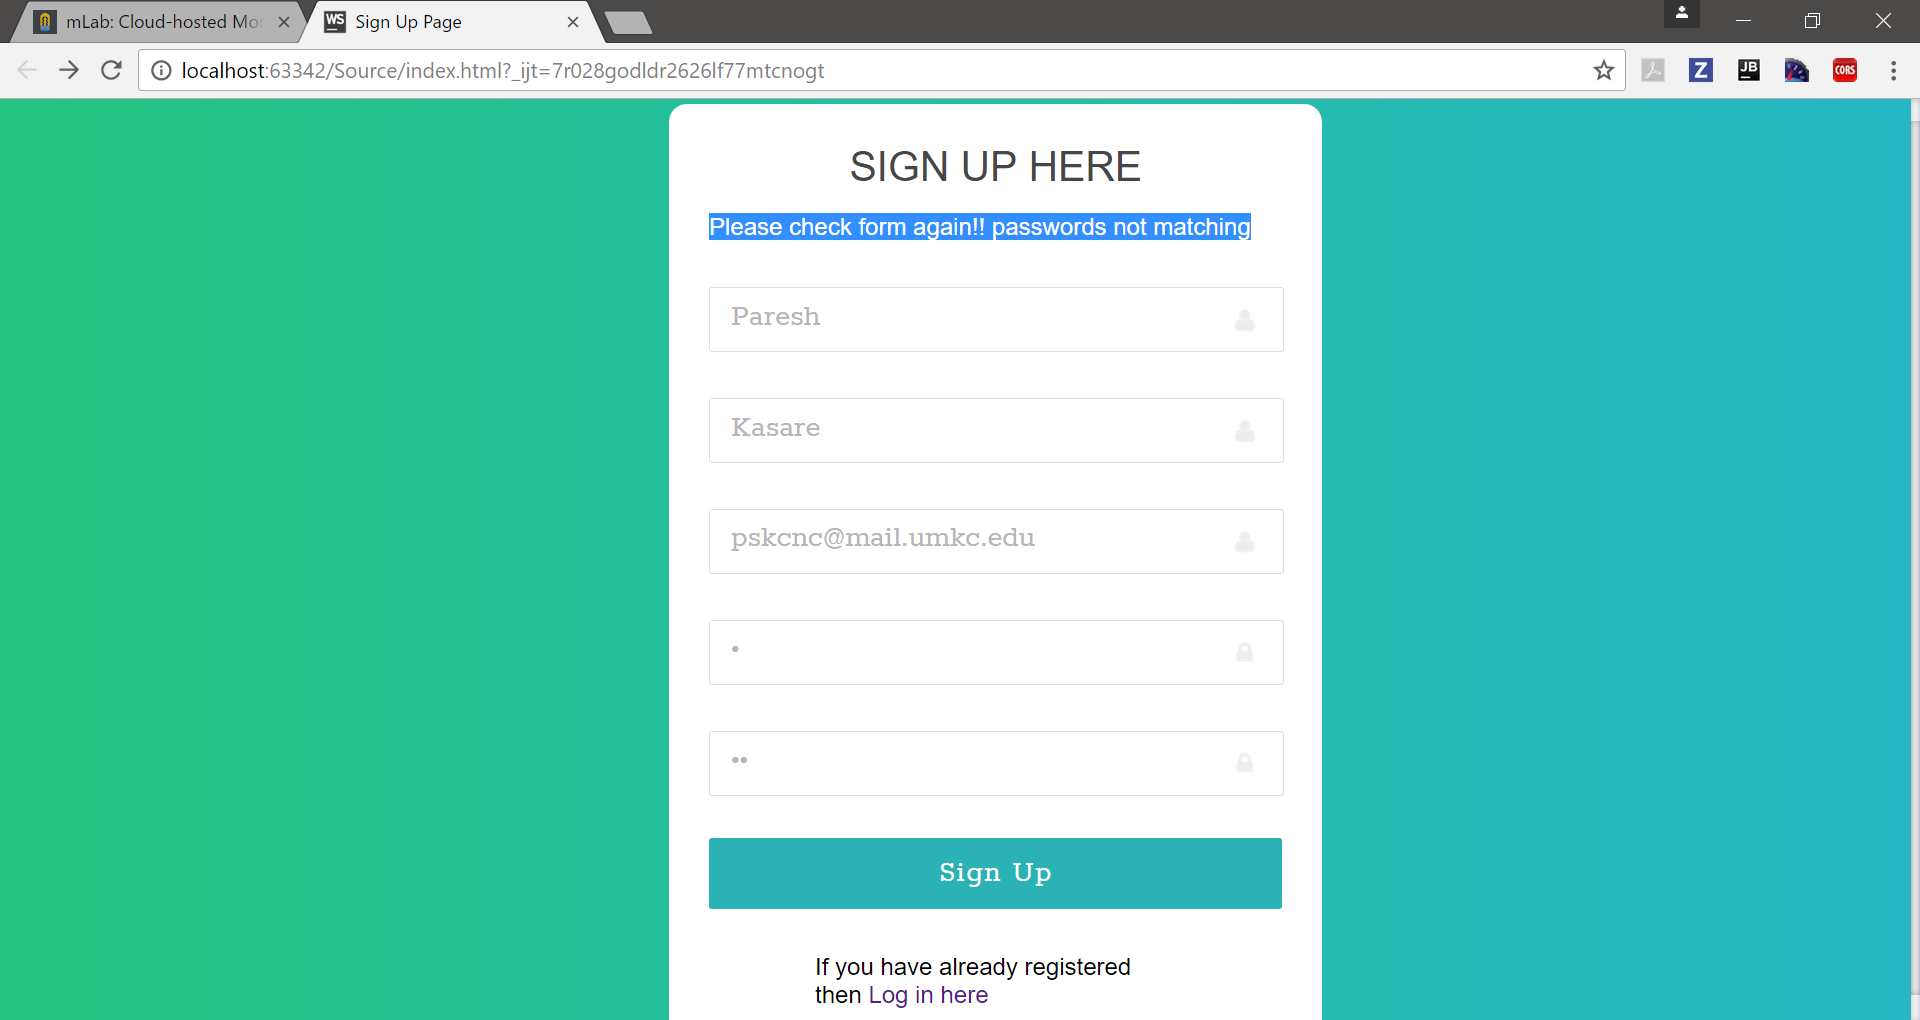 mLab: Cloud-hosted Mo
WS
Sign Up Page
localhost:63342/Source/index.html?_ijt=7r028godldr2626lf77mtcnogt
Z
JB
CORS
SIGN UP HERE
Please check form again!! passwords not matching
Paresh
Kasare
pskcnc@mail.umkc.edu
•
••
Sign Up
If you have already registered
then Log in here